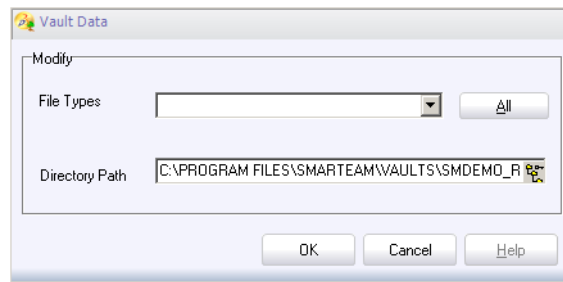 Vault Data
Modify
File Types
All
Directory Path
C:\PROGRAM FILES\SMARTEAM\VAULTS\SMDEMO_R
OK Cancel Help